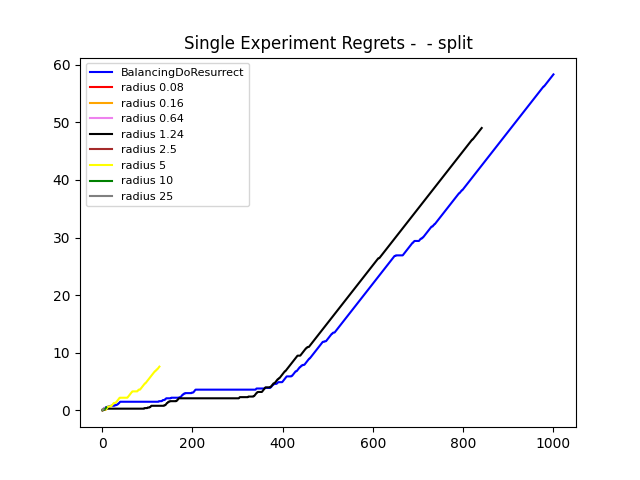 Single Experiment Regrets -  - split
60
50
40
30
20
10
0
BalancingDoResurrect
radius 0.08
radius 0.16
radius 0.64
radius 1.24
radius 2.5
radius 5
radius 10
radius 25
0 200 400 600 800 1000